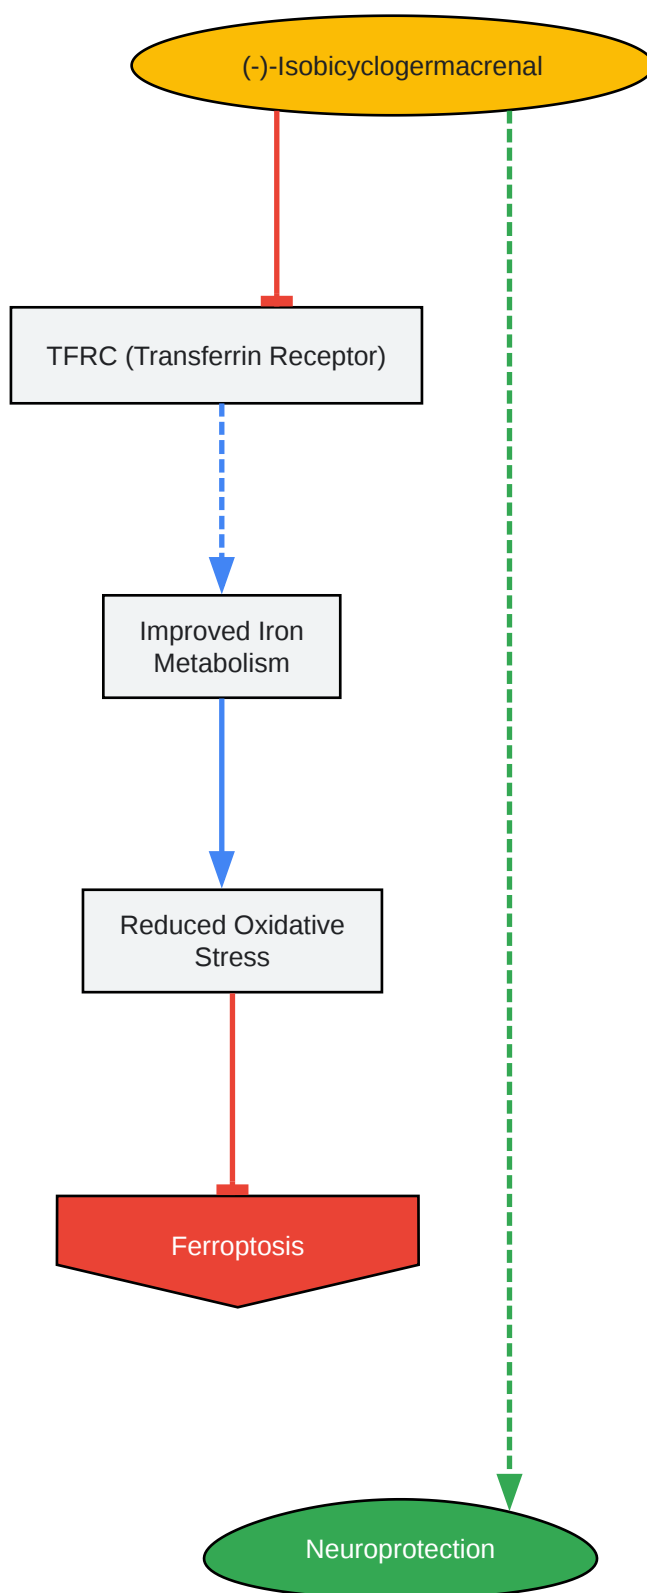 (-)-Isobicyclogermacrenal
TFRC (Transferrin Receptor)
Improved Iron
Metabolism
Reduced Oxidative
Stress
Ferroptosis
Neuroprotection